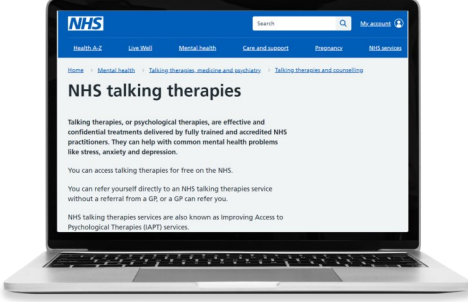 NHS
Search
My account
Health A-Z Live Well Mental health Care and support Pregnancy NHS services
Home Mental health Talking therapies, medicine and psychiatry Talking therapies and counselling
NHS talking therapies
Talking therapies, or psychological therapies, are effective and
confidential treatments delivered by fully trained and accredited NHS
practitioners. They can help with common mental health problems
like stress, anxiety and depression.
You can access talking therapies for free on the NHS.
You can refer yourself directly to an NHS talking therapies service
without a referral from a GP, or a GP can refer you.
NHS talking therapies services are also known as Improving Access to
Psychological Therapies (IAPT) services.